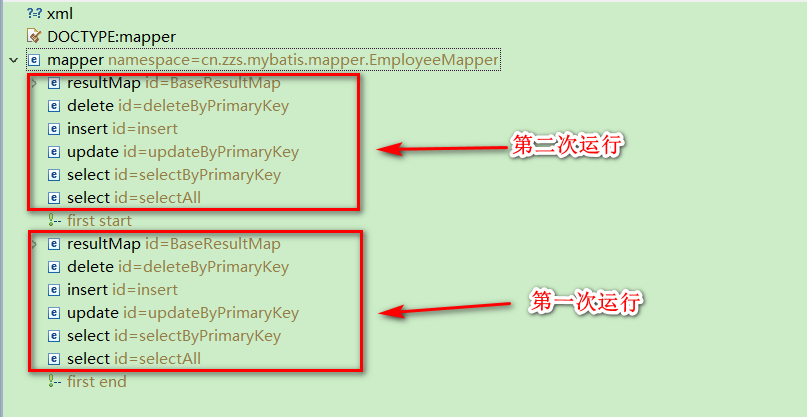 xml
DOCTYPE:mapper
mapper namespace=cn.zzs.mybatis.mapper.EmployeeMapper
resultMap id=BaseResultMap
delete id=deleteByPrimaryKey
insert id=insert
update id=updateByPrimaryKey
select id=selectByPrimaryKey
select id=selectAll
first start
resultMap id=BaseResultMap
delete id=deleteByPrimaryKey
insert id=insert
update id=updateByPrimaryKey
select id=selectByPrimaryKey
select id=selectAll
first end
第二次运行
第一次运行